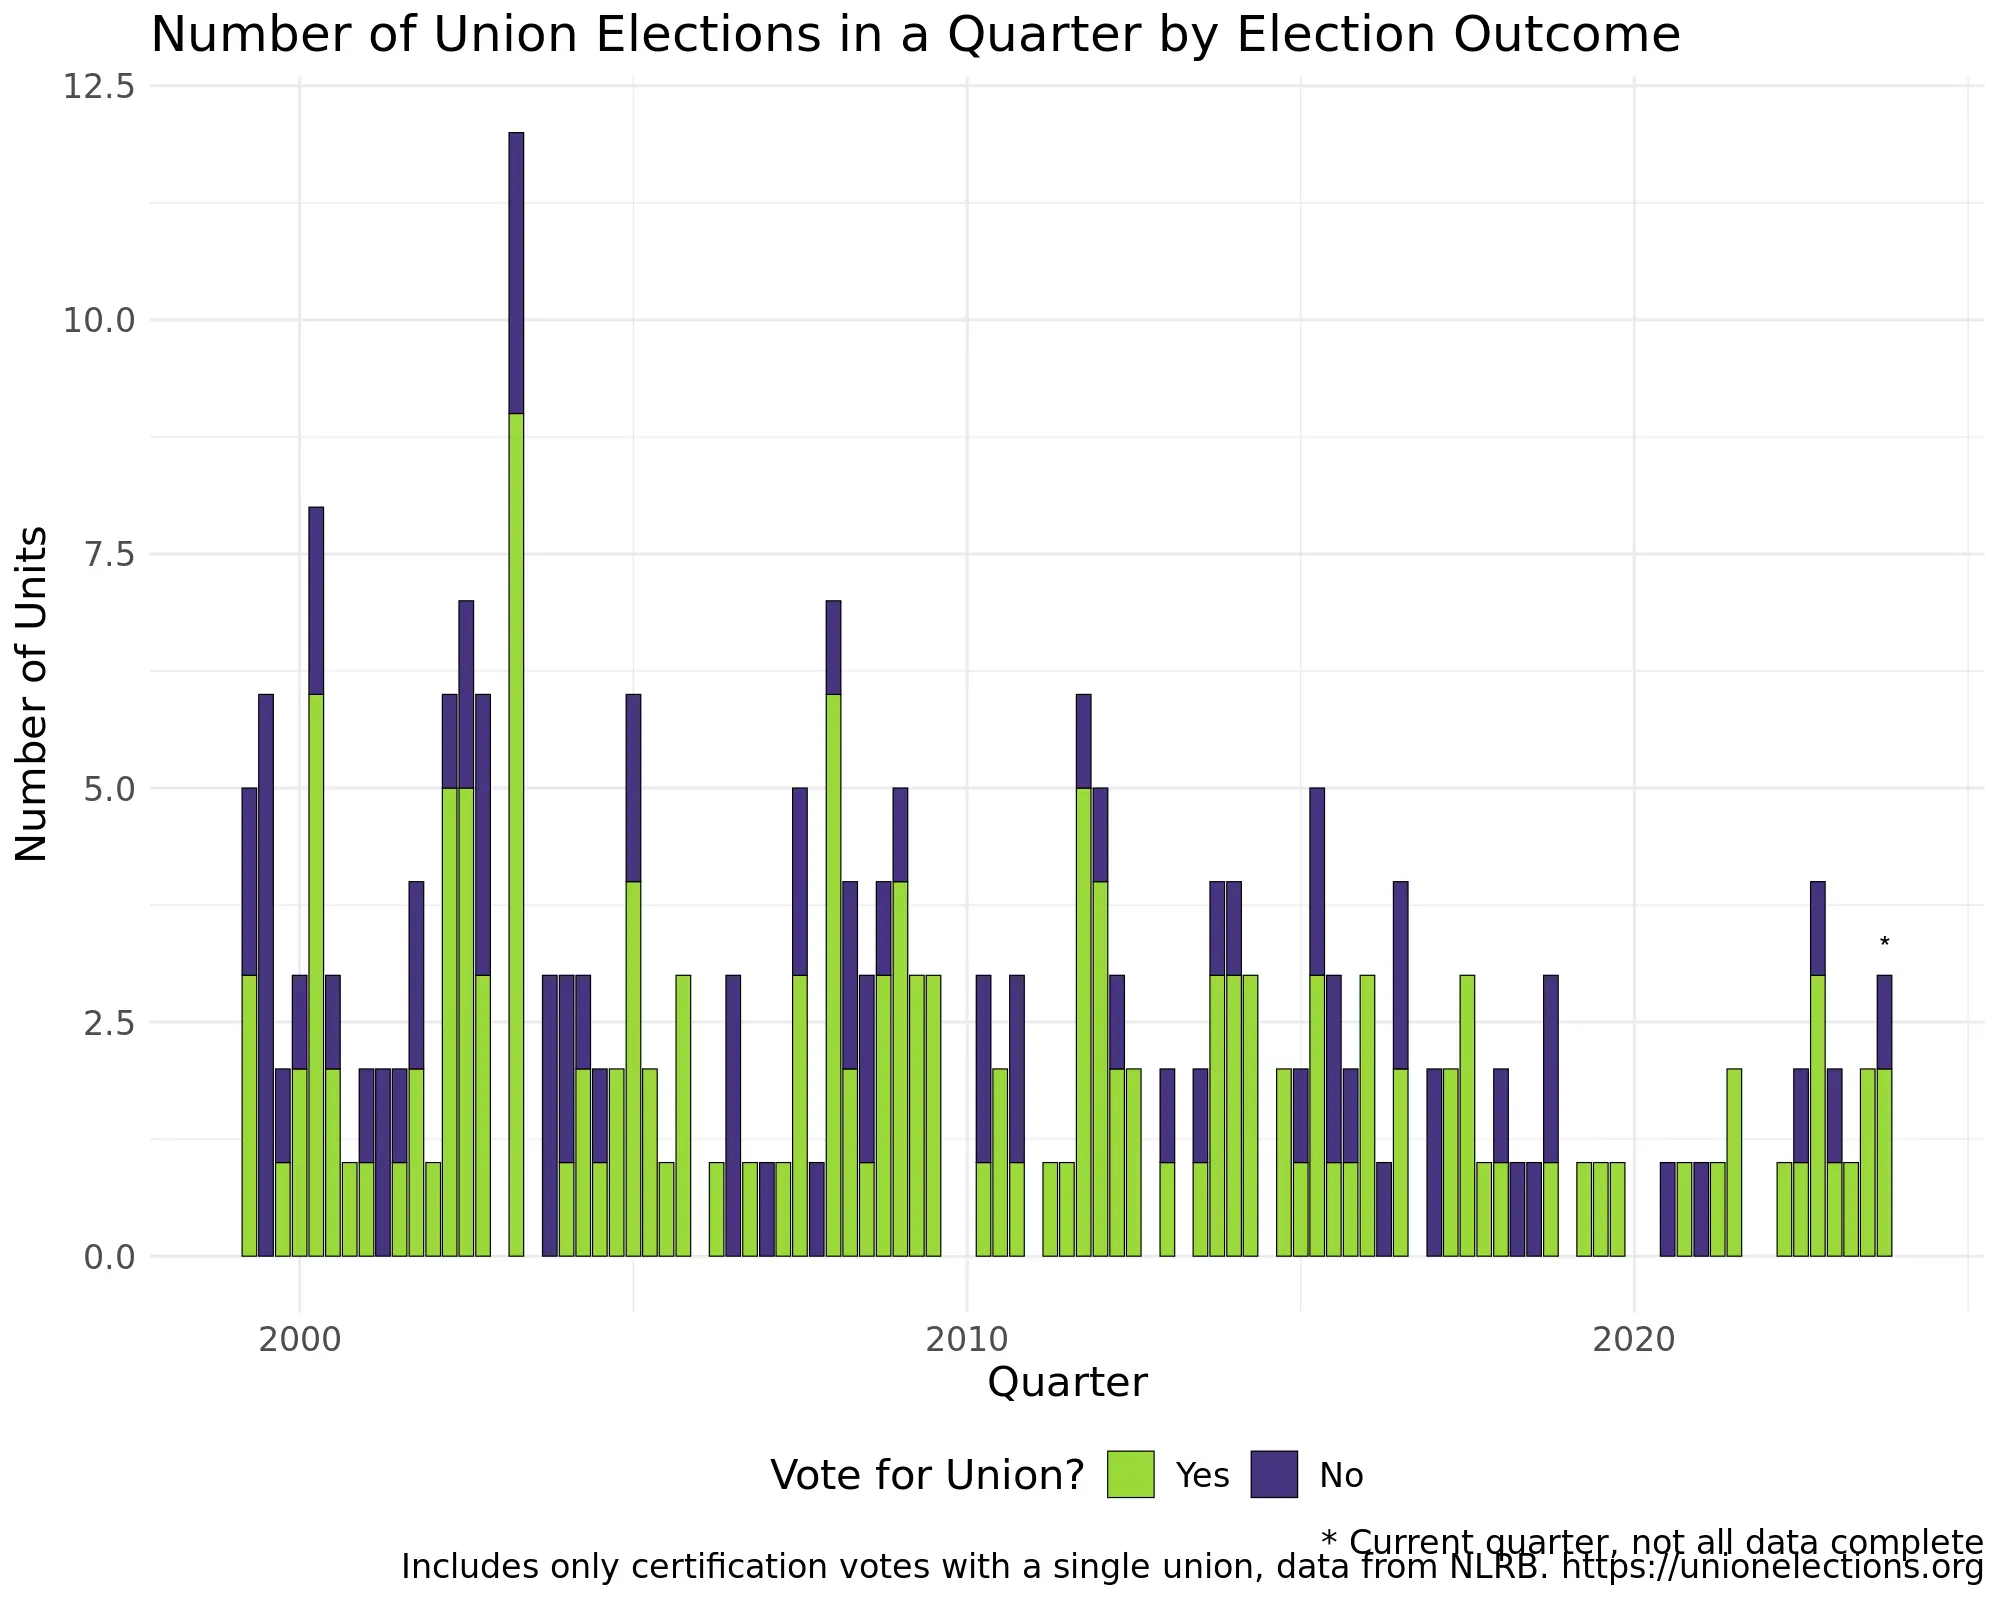 Number of Union Elections in a Quarter by Election Outcome
12.5
10.0
7.5
5.0
2.5
0.0
Number of Units
2000 2010 2020
Quarter
Vote for Union? Yes No
*
* Current quarter, not all data complete
Includes only certification votes with a single union, data from NLRB. https://unionelections.org